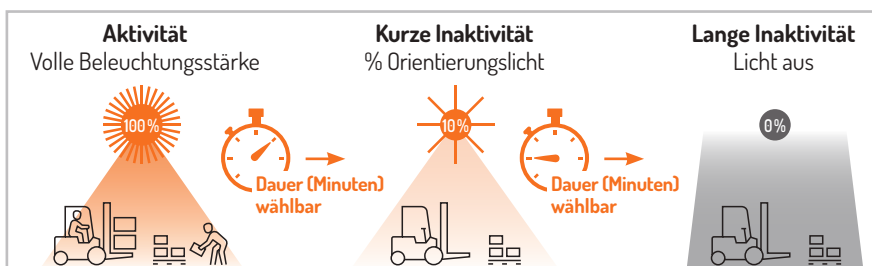 Aktivität
Volle Beleuchtungsstärke
100%
Dauer (Minuten)
wählbar
Kurze Inaktivität
% Orientierungslicht
10%
Dauer (Minuten)
wählbar
Lange Inaktivität
Licht aus
0%